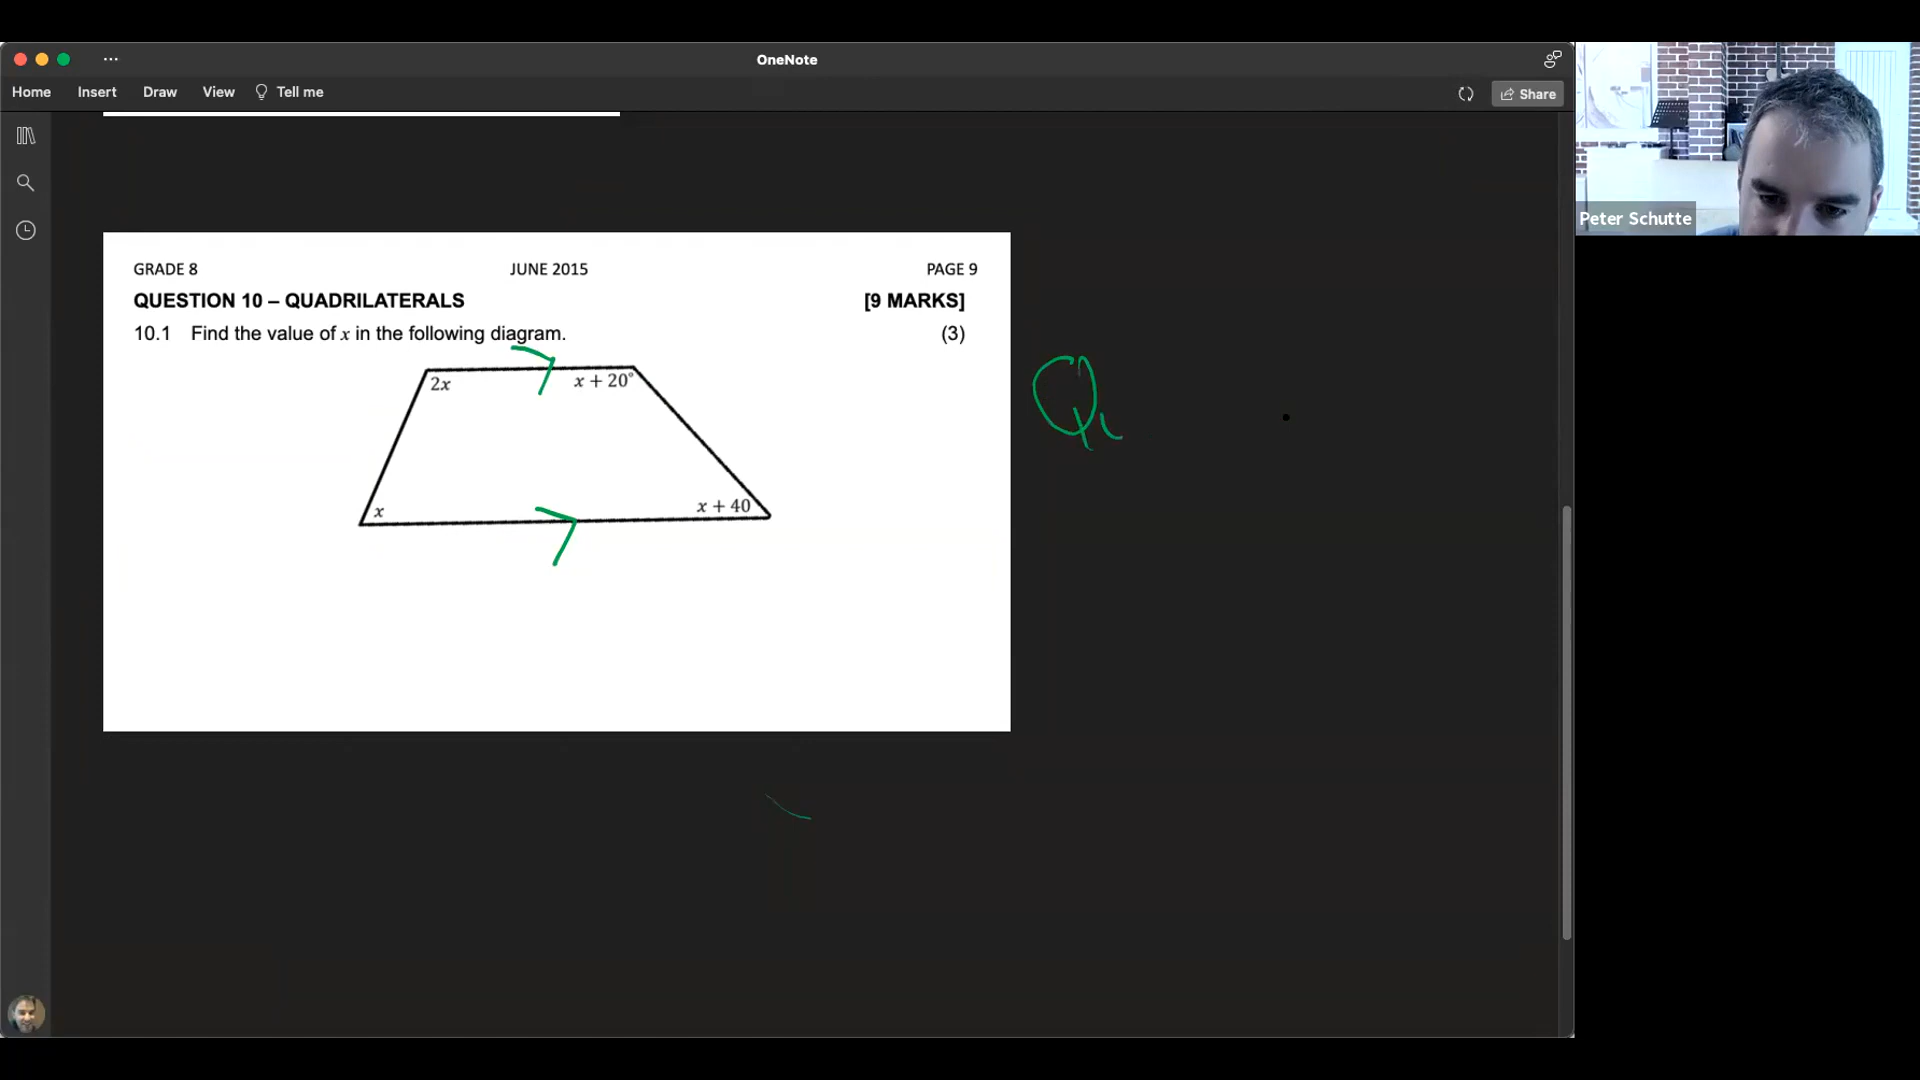 OneNote
Home Insert Draw View Tell me
Share
GRADE 8 JUNE 2015 PAGE 9
QUESTION 10 – QUADRILATERALS [9 MARKS]
10.1 Find the value of x in the following diagram. (3)
2x x + 20°
x x + 40
Peter Schutte